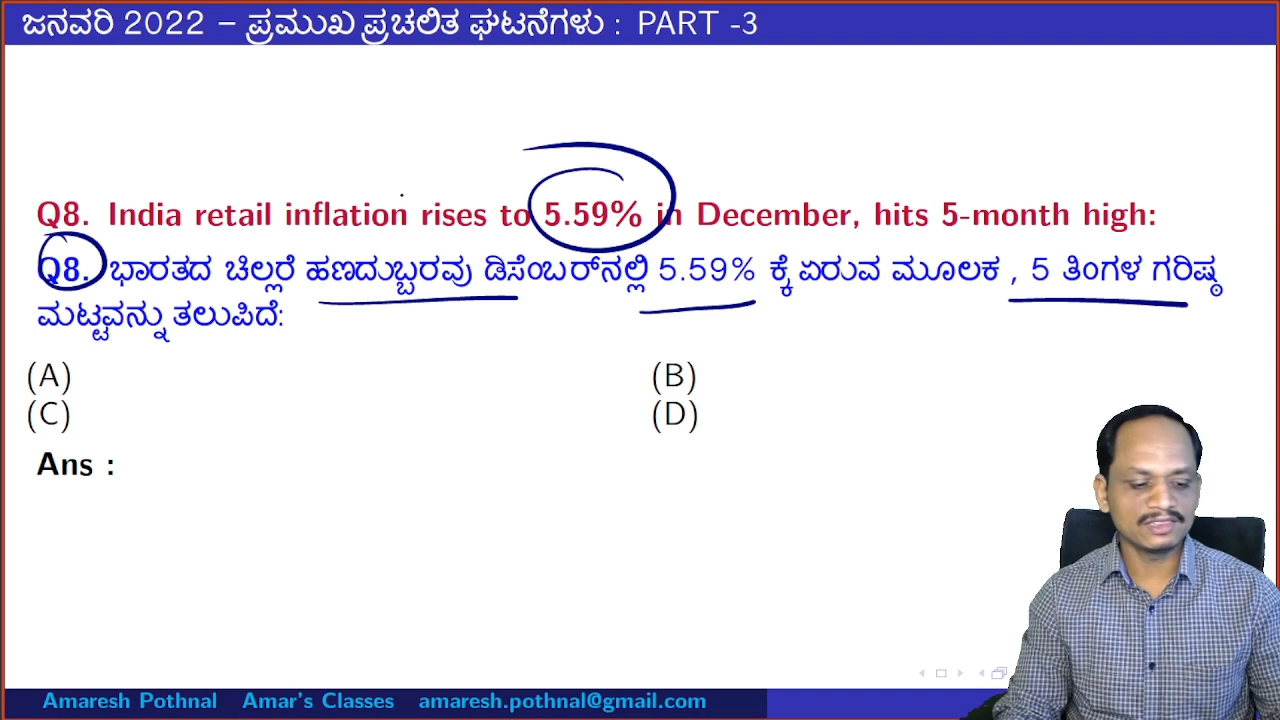 ಜನವರಿ 2022 – ಪ್ರಮುಖ ಪ್ರಚಲಿತ ಘಟನೆಗಳು : PART -3
Q8. India retail inflation rises to 5.59% in December, hits 5-month high:
Q8. ಭಾರತದ ಚಿಲ್ಲರೆ ಹಣದುಬ್ಬರವು ಡಿಸೆಂಬರ್‌ನಲ್ಲಿ 5.59% ಕ್ಕೆ ಏರುವ ಮೂಲಕ , 5 ತಿಂಗಳ ಗರಿಷ್ಠ
ಮಟ್ಟವನ್ನು ತಲುಪಿದೆ:
(A) (B)
(C) (D)
Ans :
Amaresh Pothnal Amar's Classes amaresh.pothnal@gmail.com